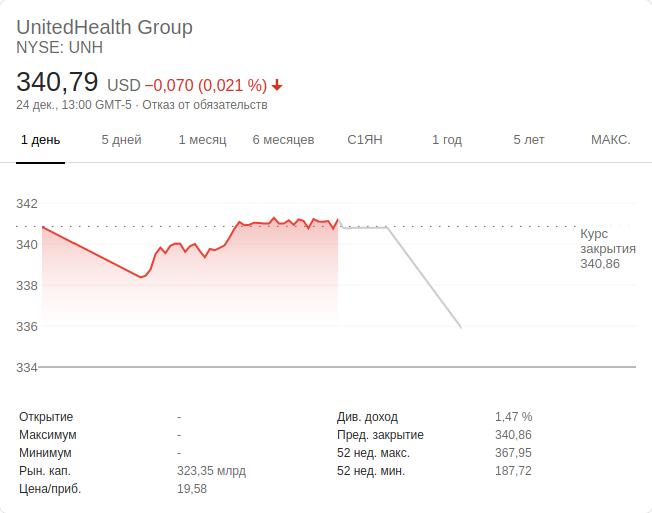 UnitedHealth Group
NYSE: UNH
340,79 USD −0,070 (0,021 %)
24 дек., 13:00 GMT-5 · Отказ от обязательств
1 день 5 дней 1 месяц 6 месяцев С1ЯН 1 год 5 лет МАКС.
342
340
338
336
334
Курс
закрытия
340,86
Открытие -
Максимум -
Минимум -
Рын. кап. 323,35 млрд
Цена/приб. 19,58
Див. доход 1,47 %
Пред. закрытие 340,86
52 нед. макс. 367,95
52 нед. мин. 187,72